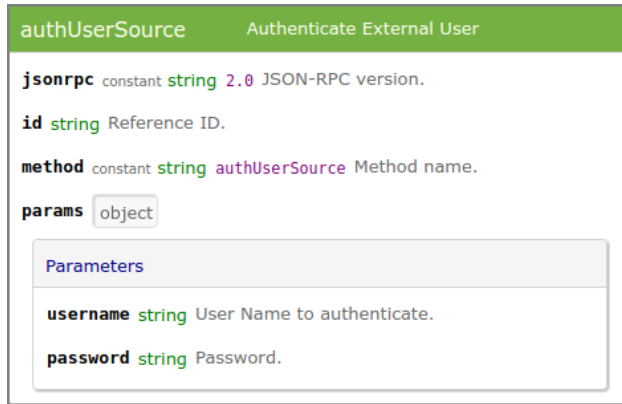 authUserSource Authenticate External User
jsonrpc constant string 2.0 JSON-RPC version.
id string Reference ID.
method constant string authUserSource Method name.
params object
Parameters
username string User Name to authenticate.
password string Password.